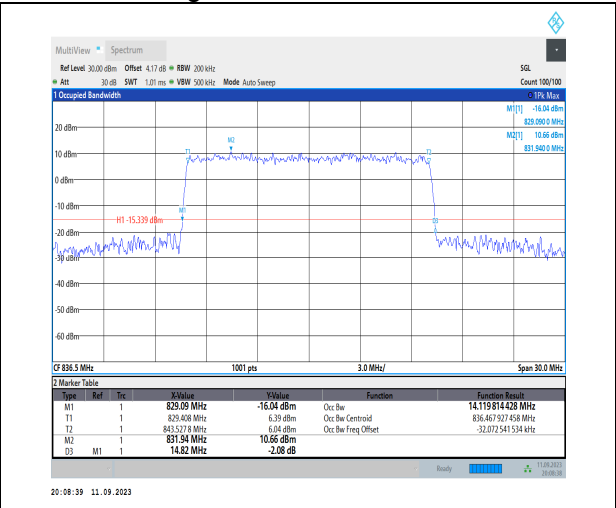 MultiView Spectrum
Ref Level 30.00 dBm Offset 4.17 dB RBW 200 kHz SGL
Att 30 dB SWT 1.01 ms VBW 500 kHz Mode Auto Sweep Count 100/100
1 Occupied Bandwidth 1Pk Max
M1[1] -16.04 dBm
829.090 0 MHz
M2[1] 10.66 dBm
831.940 0 MHz
20 dBm
M2
T1 T2
10 dBm
0 dBm
-10 dBm
M1
H1 -15.339 dBm
D3
-20 dBm
-30 dBm
-40 dBm
-50 dBm
-60 dBm
CF 836.5 MHz 1001 pts 3.0 MHz/ Span 30.0 MHz
2 Marker Table
Type Ref Trc X-Value Y-Value Function Function Result
M1 1 829.09 MHz -16.04 dBm Occ Bw 14.119 814 428 MHz
T1 1 829.408 MHz 6.39 dBm Occ Bw Centroid 836.467 927 458 MHz
T2 1 843.527 8 MHz 6.04 dBm Occ Bw Freq Offset -32.072 541 534 kHz
M2 1 831.94 MHz 10.66 dBm
D3 M1 1 14.82 MHz -2.08 dB
Ready 11.09.2023
20:08:38
20:08:39 11.09.2023